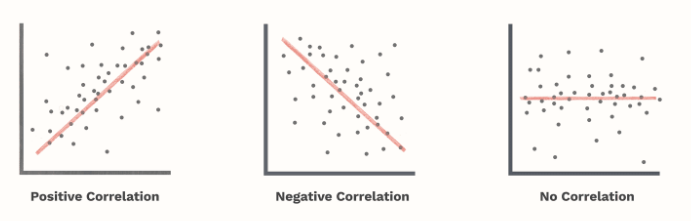 Positive Correlation
Negative Correlation
No Correlation